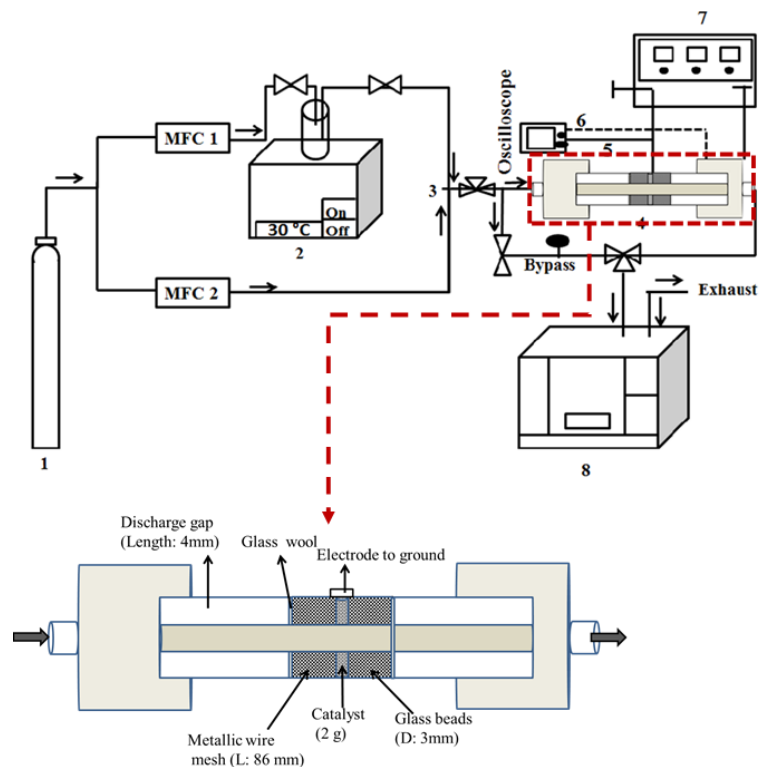 7
MFC 1
Oscilloscope
6
5
3
On
30 °C Off
2
4
MFC 2
Bypass
Exhaust
1
8
Discharge gap
(Length: 4mm)
Glass wool
Electrode to ground
Metallic wire
mesh (L: 86 mm)
Catalyst
(2 g)
Glass beads
(D: 3mm)